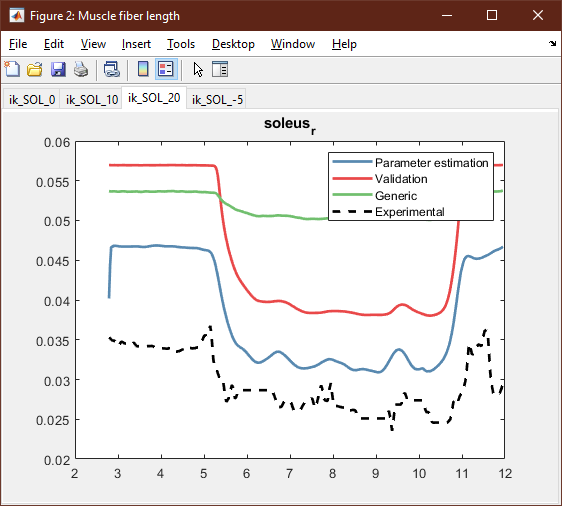 Figure 2: Muscle fiber length
File Edit View Insert Tools Desktop Window Help
ik_SOL_0 ik_SOL_10 ik_SOL_20 ik_SOL_-5
soleus_r
0.06
0.055
0.05
0.045
0.04
0.035
0.03
0.025
0.02
Parameter estimation
Validation
Generic
Experimental
2 3 4 5 6 7 8 9 10 11 12